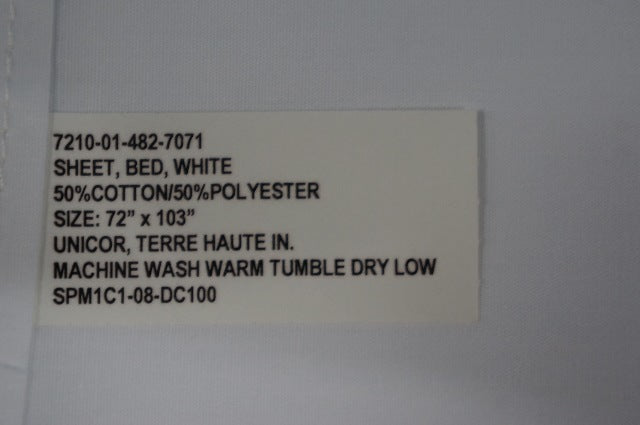 7210-01-482-7071
SHEET, BED, WHITE
50%COTTON/50%POLYESTER
SIZE: 72” x 103”
UNICOR, TERRE HAUTE IN.
MACHINE WASH WARM TUMBLE DRY LOW
SPM1C1-08-DC100